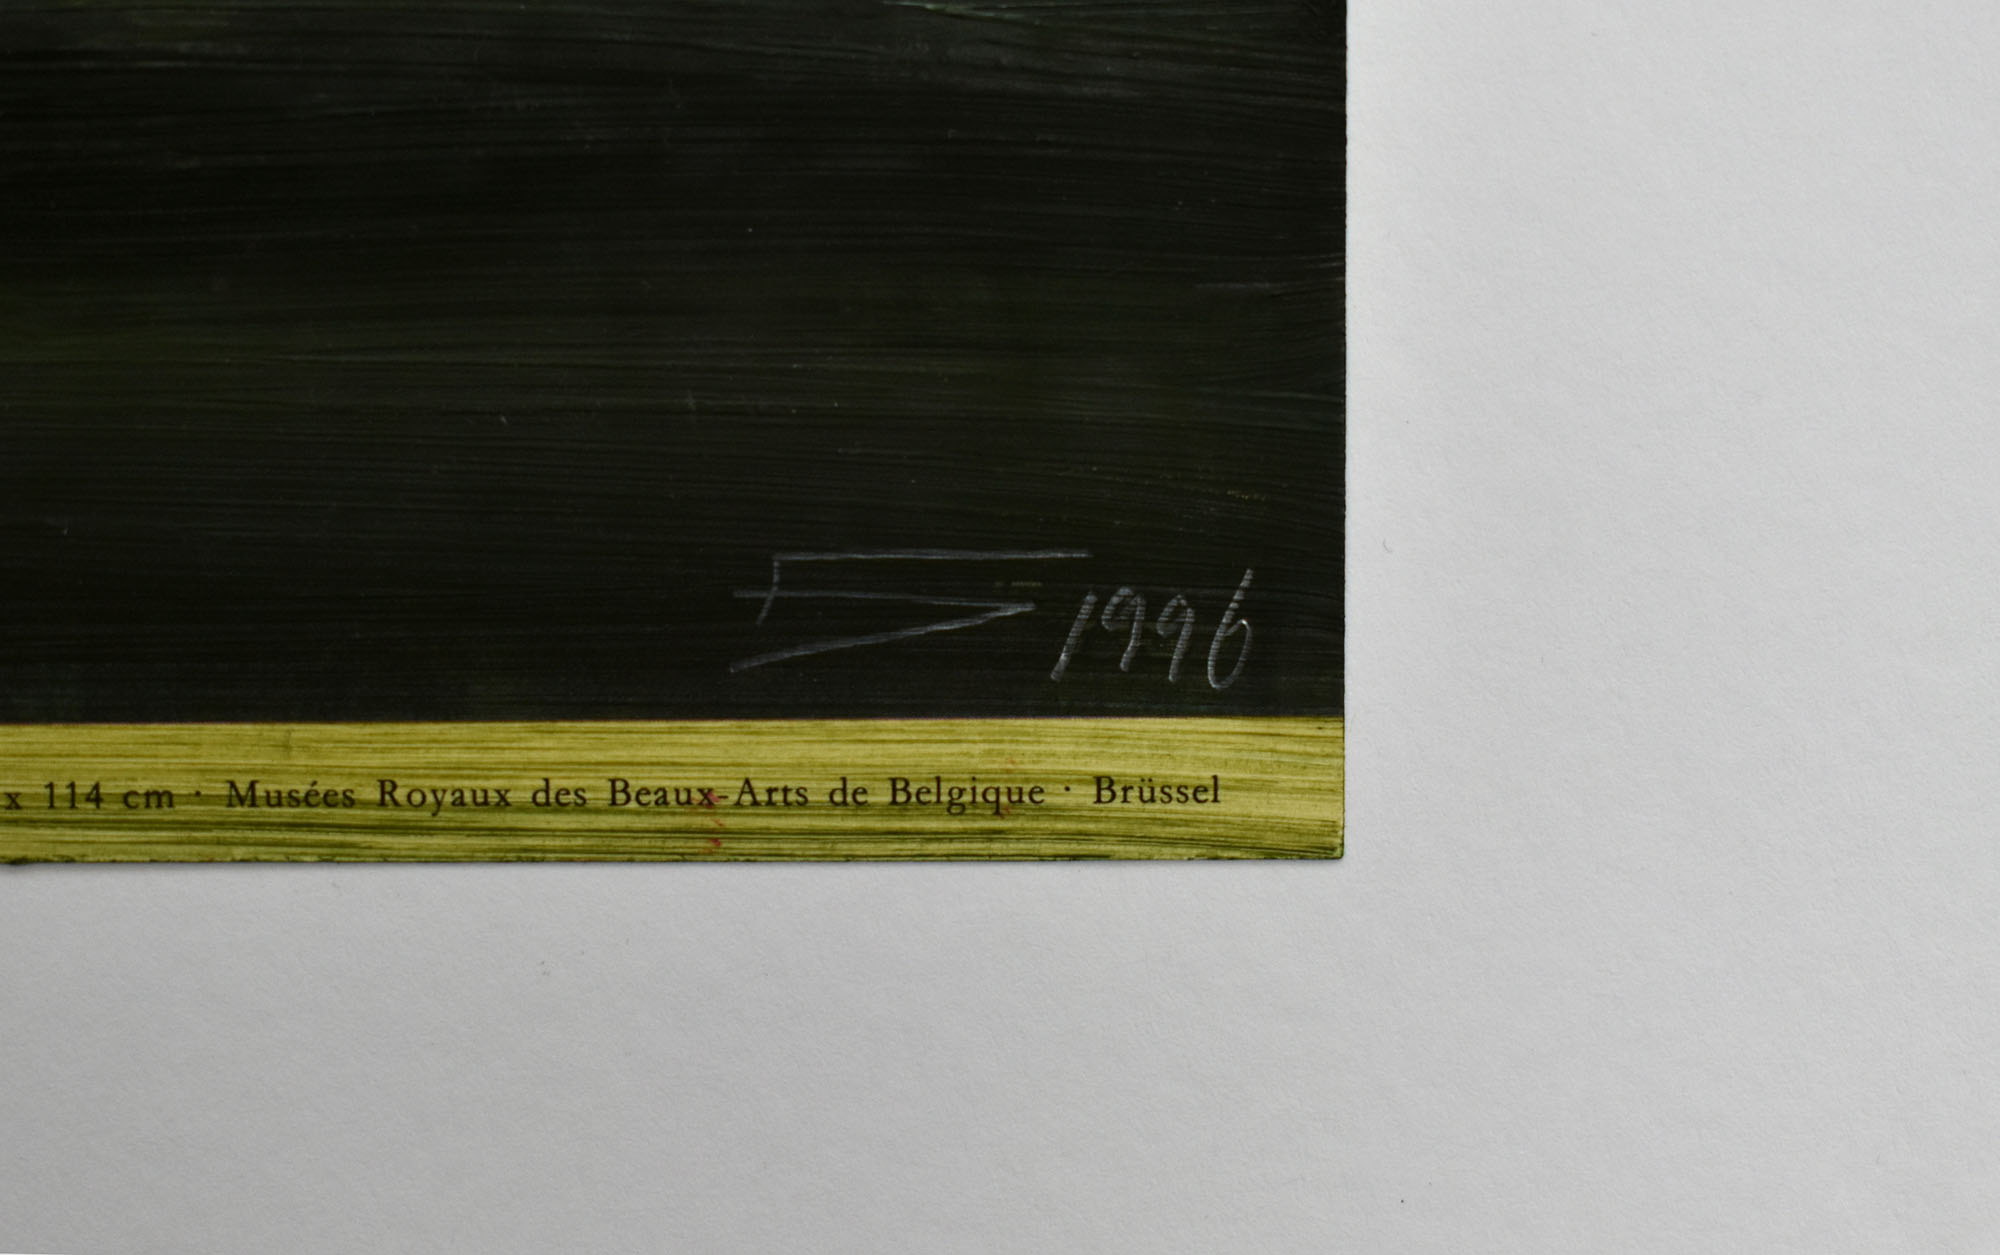 1996
x 114 cm · Musées Royaux des Beaux-Arts de Belgique · Brüssel